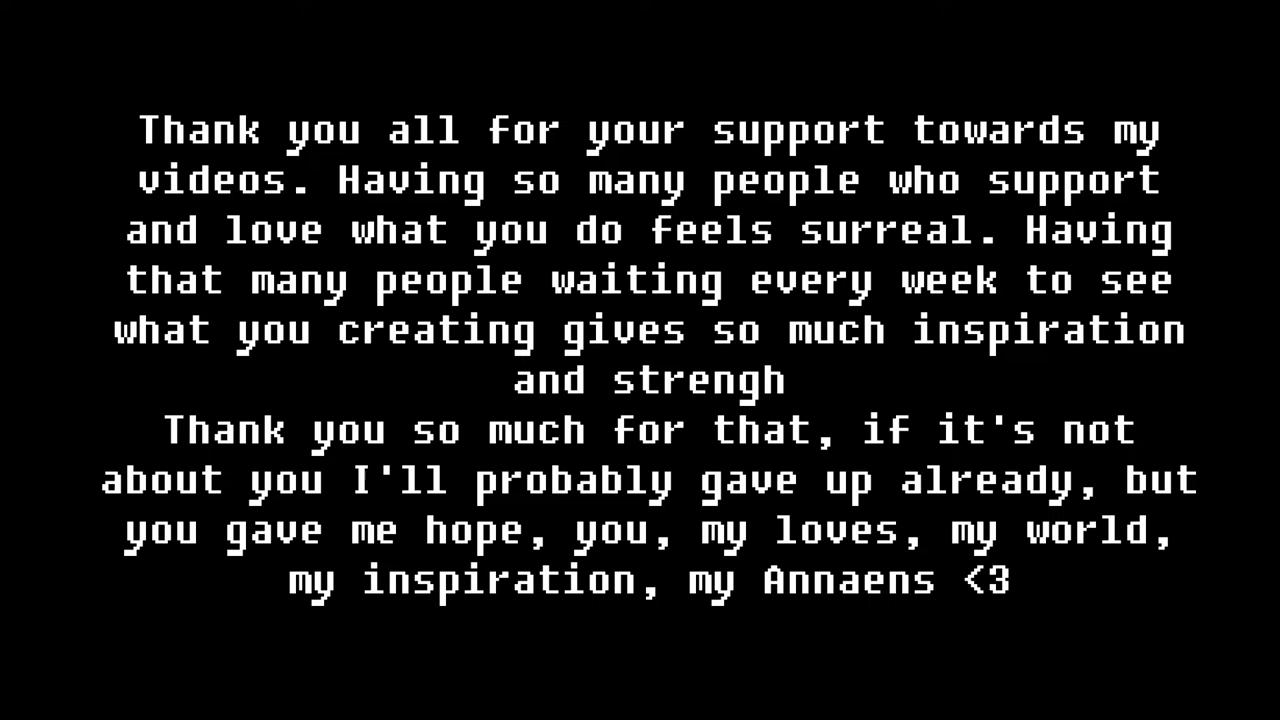 Thank you all for your support towards my
videos. Having so many people who support
and love what you do feels surreal. Having
that many people waiting every week to see
what you creating gives so much inspiration
and strengh
Thank you so much for that, if it's not
about you I'll probably gave up already, but
you gave me hope, you, my loves, my world,
my inspiration, my Annaens <3